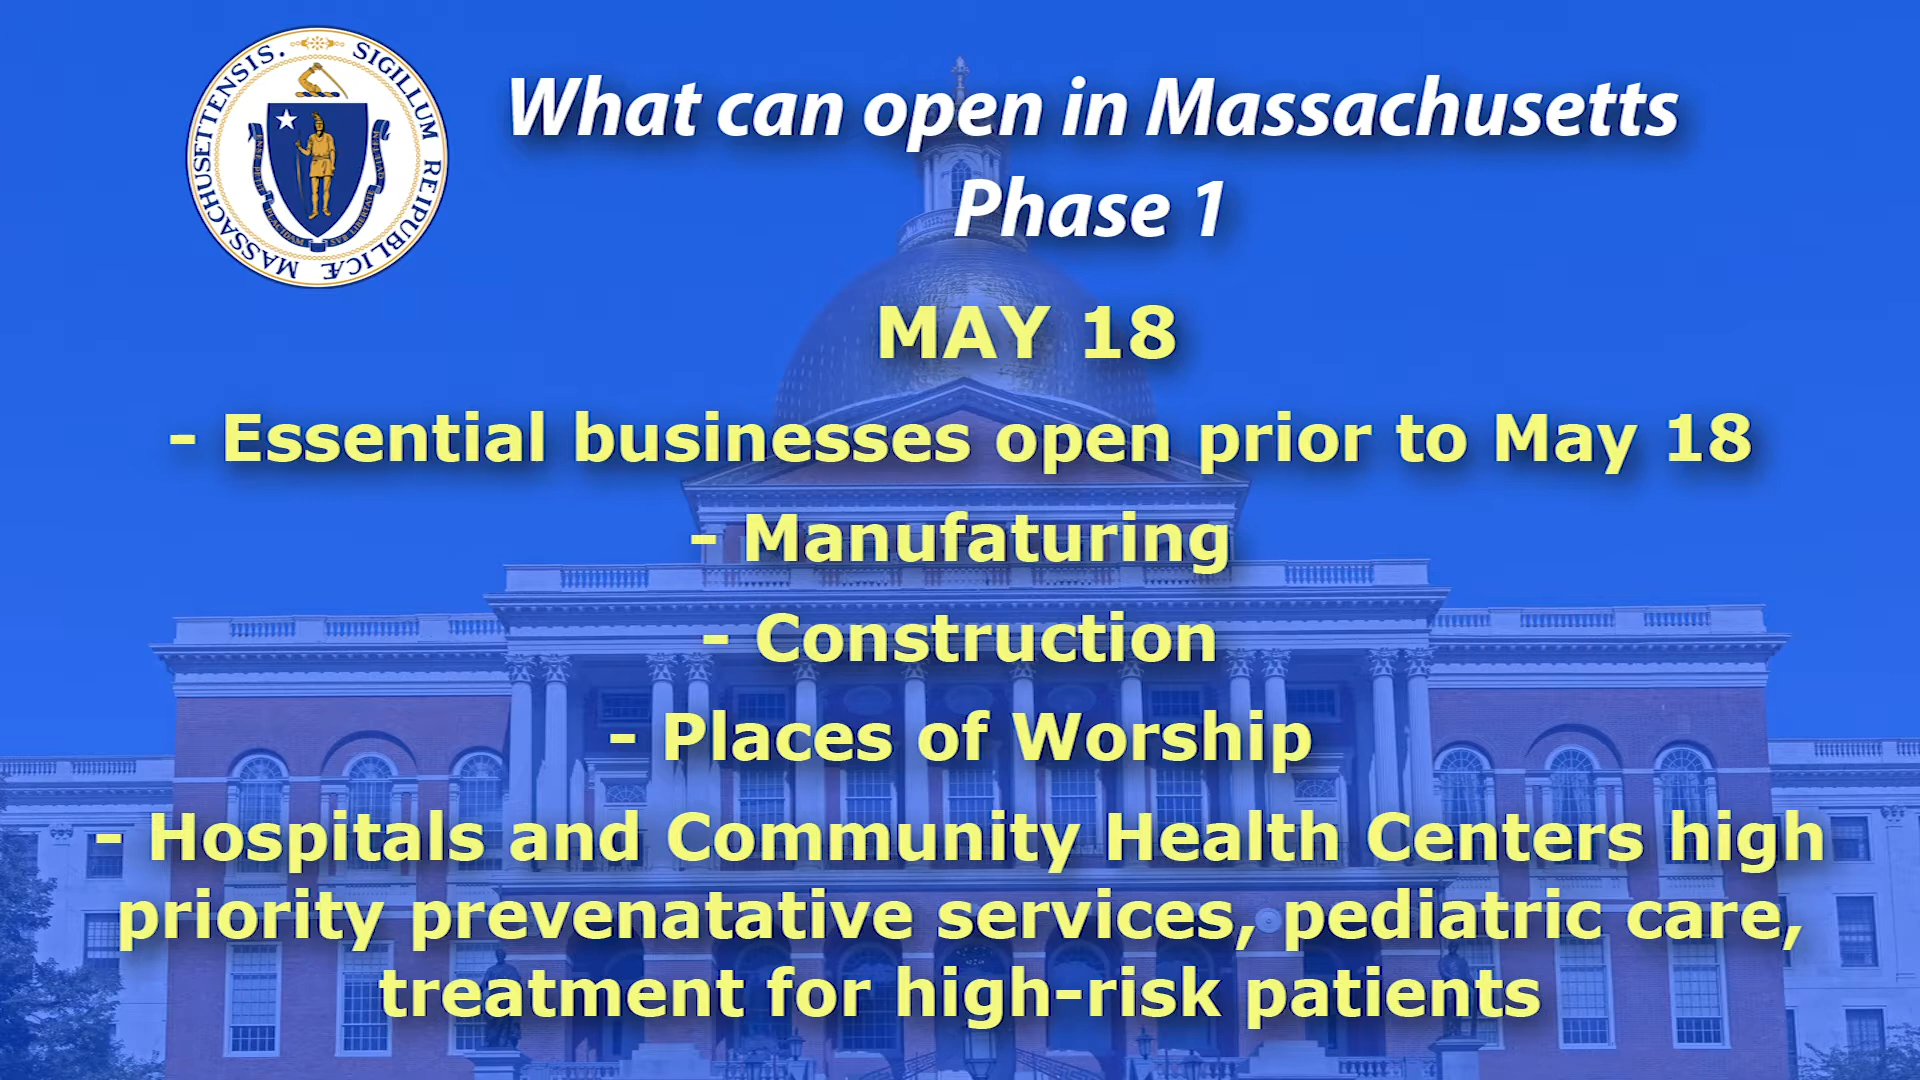 SIGILLUM REIPUBLICÆ MASSACHUSETTENSIS.
What can open in Massachusetts
Phase 1
MAY 18
- Essential businesses open prior to May 18
- Manufaturing
- Construction
- Places of Worship
- Hospitals and Community Health Centers high
priority prevenatative services, pediatric care,
treatment for high-risk patients